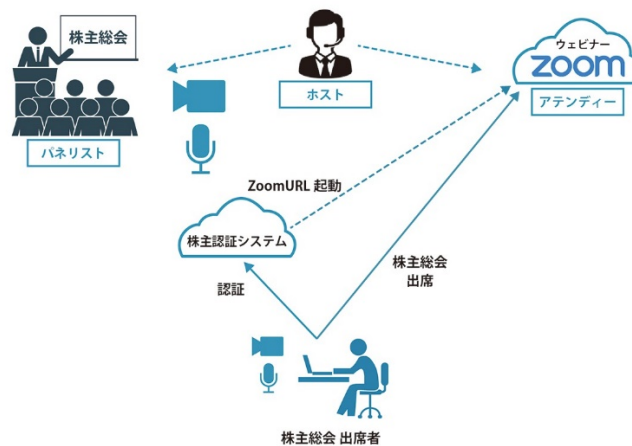 株主総会
パネリスト
ホスト
ウェビナー
zoom
アテンディー
ZoomURL 起動
株主認証システム
認証
株主総会
出席
株主総会 出席者